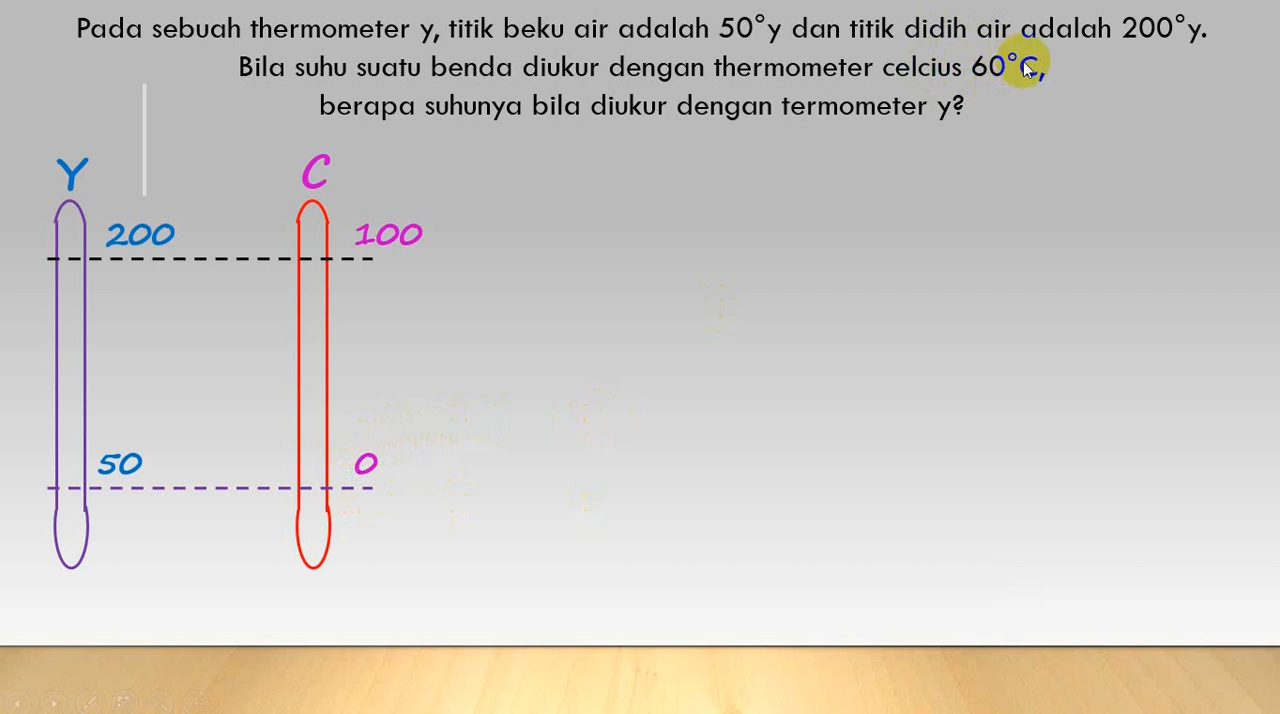 Pada sebuah thermometer y, titik beku air adalah 50°y dan titik didih air adalah 200°y.
Bila suhu suatu benda diukur dengan thermometer celcius 60°C,
berapa suhunya bila diukur dengan termometer y?
Y C
200 100
50 0